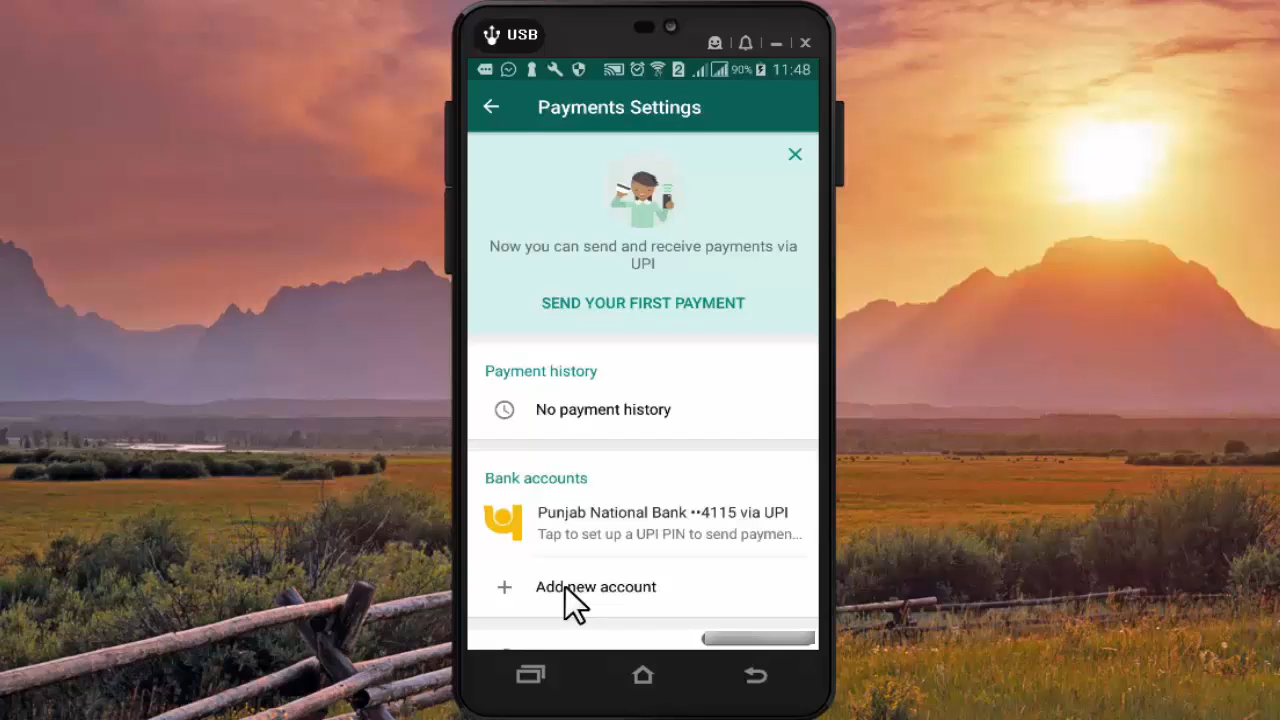 USB
90% 11:48
Payments Settings
Now you can send and receive payments via
UPI
SEND YOUR FIRST PAYMENT
Payment history
No payment history
Bank accounts
Punjab National Bank ••4115 via UPI
Tap to set up a UPI PIN to send paymen...
Add new account